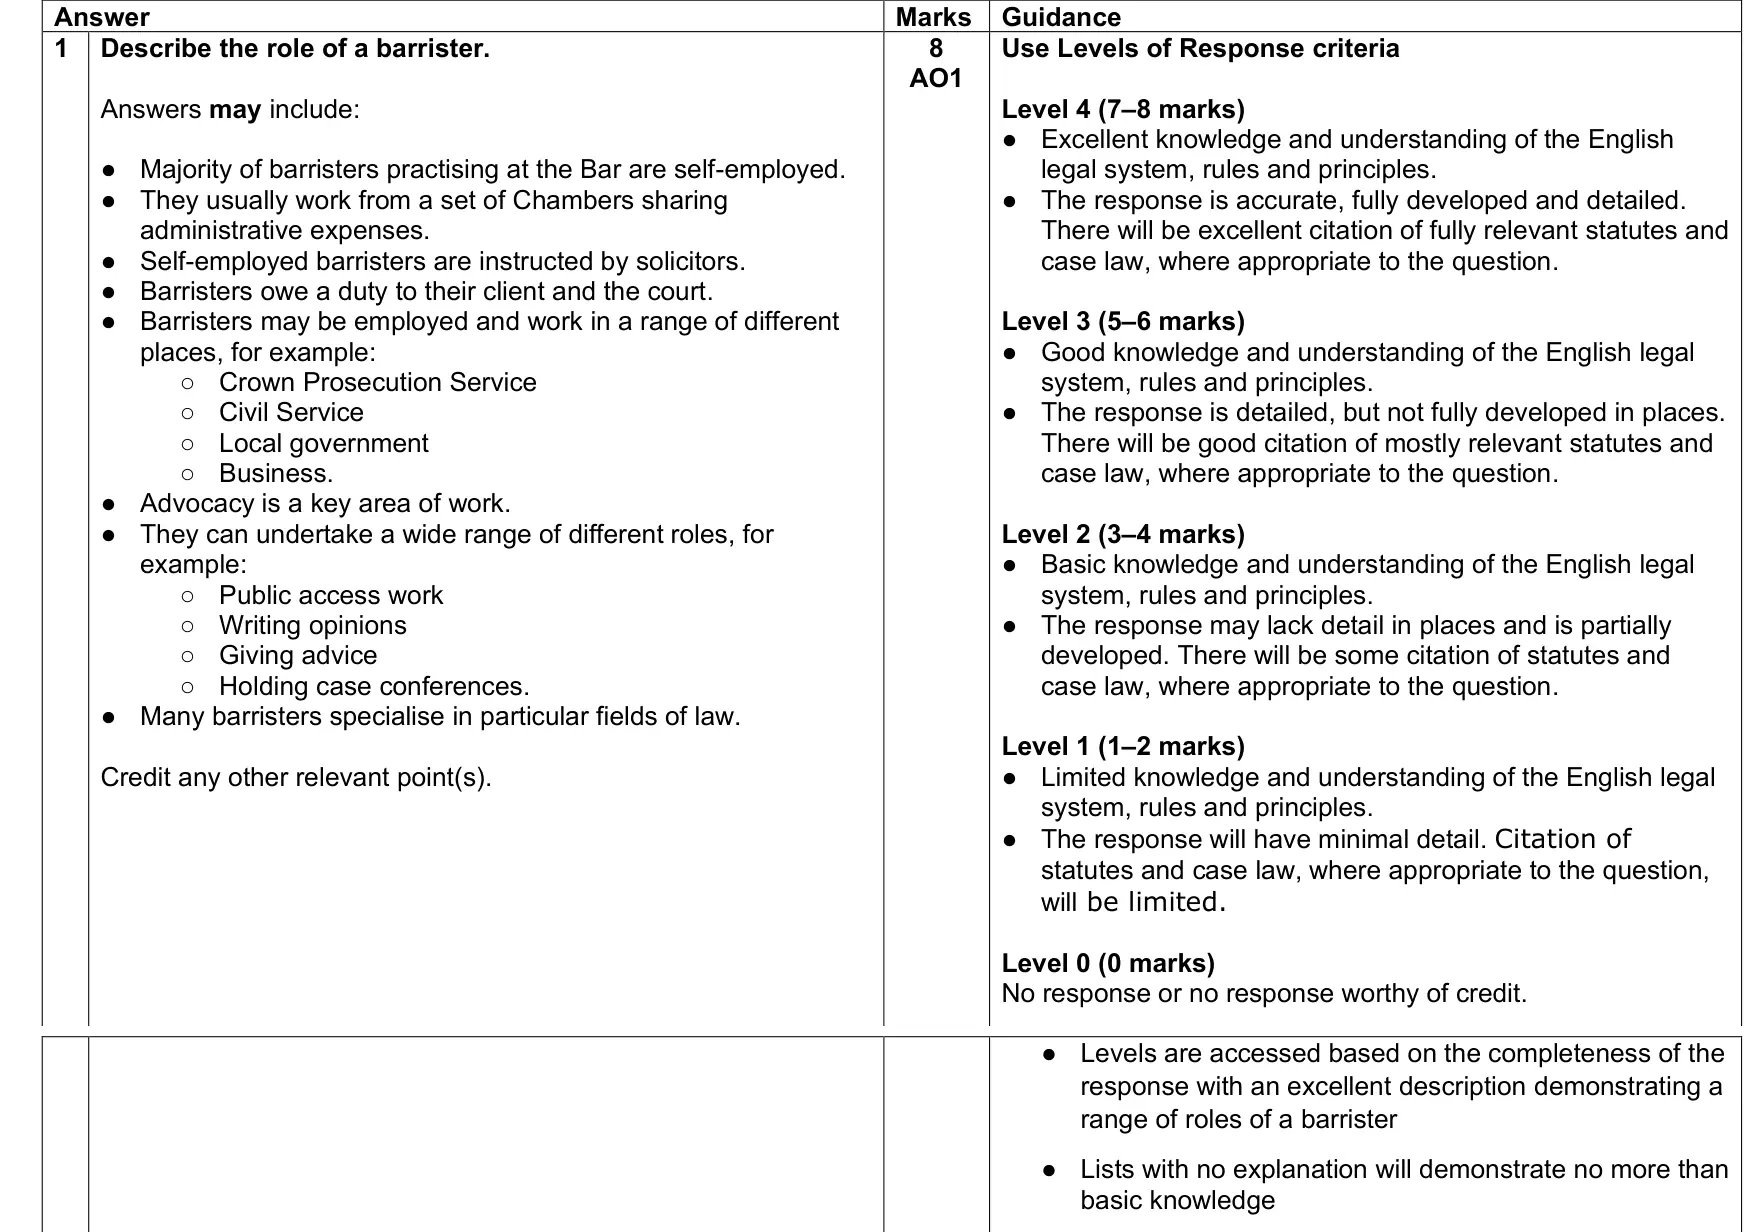 Answer Marks Guidance
1 Describe the role of a barrister.
Answers may include:
● Majority of barristers practising at the Bar are self-employed.
● They usually work from a set of Chambers sharing
administrative expenses.
● Self-employed barristers are instructed by solicitors.
● Barristers owe a duty to their client and the court.
● Barristers may be employed and work in a range of different
places, for example:
○ Crown Prosecution Service
○ Civil Service
○ Local government
○ Business.
● Advocacy is a key area of work.
● They can undertake a wide range of different roles, for
example:
○ Public access work
○ Writing opinions
○ Giving advice
○ Holding case conferences.
● Many barristers specialise in particular fields of law.
Credit any other relevant point(s).
8
AO1
Use Levels of Response criteria
Level 4 (7–8 marks)
● Excellent knowledge and understanding of the English
legal system, rules and principles.
● The response is accurate, fully developed and detailed.
There will be excellent citation of fully relevant statutes and
case law, where appropriate to the question.
Level 3 (5–6 marks)
● Good knowledge and understanding of the English legal
system, rules and principles.
● The response is detailed, but not fully developed in places.
There will be good citation of mostly relevant statutes and
case law, where appropriate to the question.
Level 2 (3–4 marks)
● Basic knowledge and understanding of the English legal
system, rules and principles.
● The response may lack detail in places and is partially
developed. There will be some citation of statutes and
case law, where appropriate to the question.
Level 1 (1–2 marks)
● Limited knowledge and understanding of the English legal
system, rules and principles.
● The response will have minimal detail. Citation of
statutes and case law, where appropriate to the question,
will be limited.
Level 0 (0 marks)
No response or no response worthy of credit.
● Levels are accessed based on the completeness of the
response with an excellent description demonstrating a
range of roles of a barrister
● Lists with no explanation will demonstrate no more than
basic knowledge